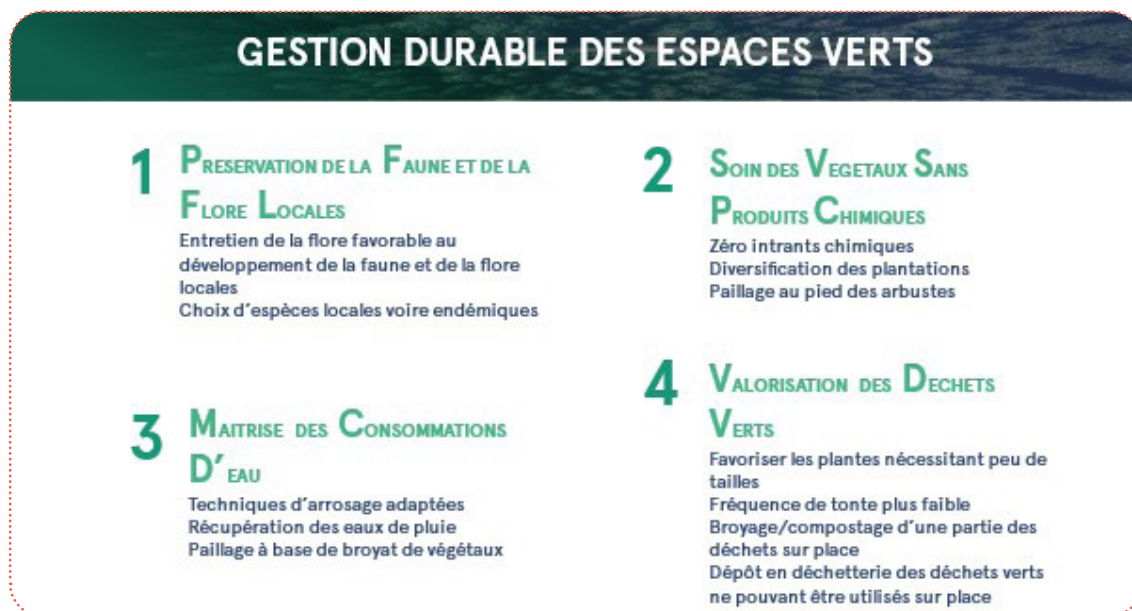 GESTION DURABLE DES ESPACES VERTS
1
PRESERVATION DE LA FAUNE ET DE LA
FLORE LOCALES
Entretien de la flore favorable au
développement de la faune et de la flore
locales
Choix d'espèces locales voire endémiques
2
SOIN DES VEGETAUX SANS
PRODUITS CHIMIQUES
Zéro intrants chimiques
Diversification des plantations
Paillage au pied des arbustes
3
MAITRISE DES CONSOMMATIONS
D'EAU
Techniques d'arrosage adaptées
Récupération des eaux de pluie
Paillage à base de broyat de végétaux
4
VALORISATION DES DECHETS
VERTS
Favoriser les plantes nécessitant peu de
tailles
Fréquence de tonte plus faible
Broyage/compostage d'une partie des
déchets sur place
Dépôt en déchetterie des déchets verts
ne pouvant être utilisés sur place